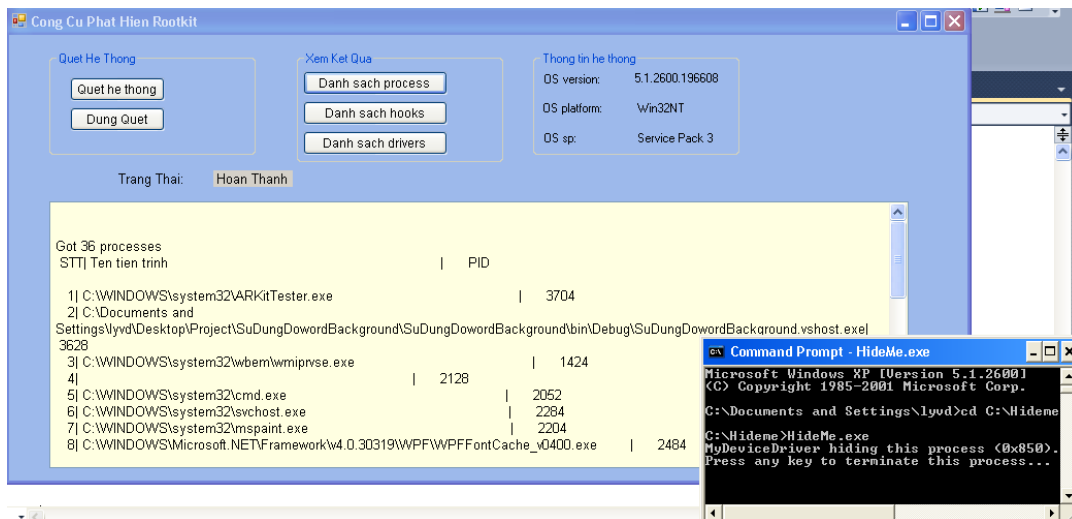 Cong Cu Phat Hien Rootkit
Quet He Thong
Quet he thong
Dung Quet
Xem Ket Qua
Danh sach process
Danh sach hooks
Danh sach drivers
Thong tin he thong
OS version: 5.1.2600.196608
OS platform: Win32NT
OS sp: Service Pack 3
Trang Thai: Hoan Thanh
Got 36 processes
STT| Ten tien trinh | PID
1| C:\WINDOWS\system32\ARKitTester.exe | 3704
2| C:\Documents and
Settings\lyvd\Desktop\Project\SuDungDowordBackground\SuDungDowordBackground\bin\Debug\SuDungDowordBackground.vshost.exe|
3628
3| C:\WINDOWS\system32\wbem\wmiprvse.exe | 1424
4| | 2128
5| C:\WINDOWS\system32\cmd.exe | 2052
6| C:\WINDOWS\system32\svchost.exe | 2284
7| C:\WINDOWS\system32\mspaint.exe | 2204
8| C:\WINDOWS\Microsoft.NET\Framework\v4.0.30319\WPF\WPFFontCache_v0400.exe | 2484
Command Prompt - HideMe.exe
Microsoft Windows XP [Version 5.1.2600]
(C) Copyright 1985-2001 Microsoft Corp.
C:\Documents and Settings\lyvd>cd C:\Hideme
C:\Hideme>HideMe.exe
MyDeviceDriver hiding this process (0x850).
Press any key to terminate this process...